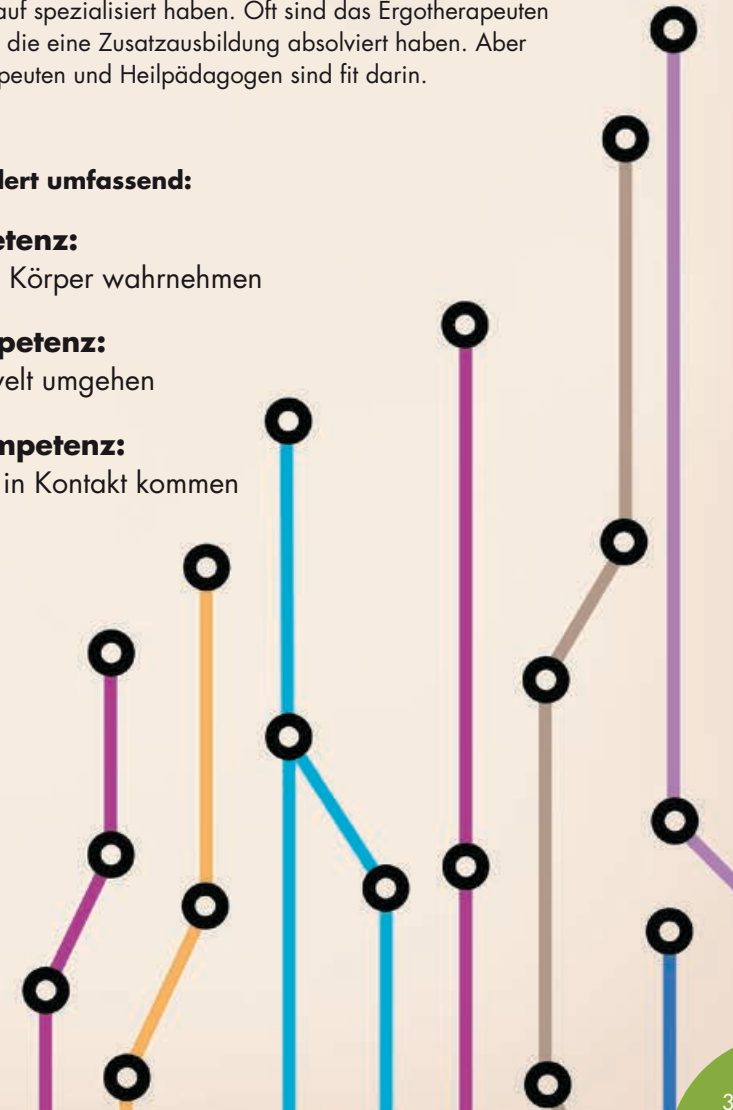 auf spezialisiert haben. Oft sind das Ergotherapeuten
die eine Zusatzausbildung absolviert haben. Aber
peuten und Heilpädagogen sind fit darin.
dert umfassend:
etenz:
Körper wahrnehmen
petenz:
velt umgehen
mpetenz:
in Kontakt kommen
3